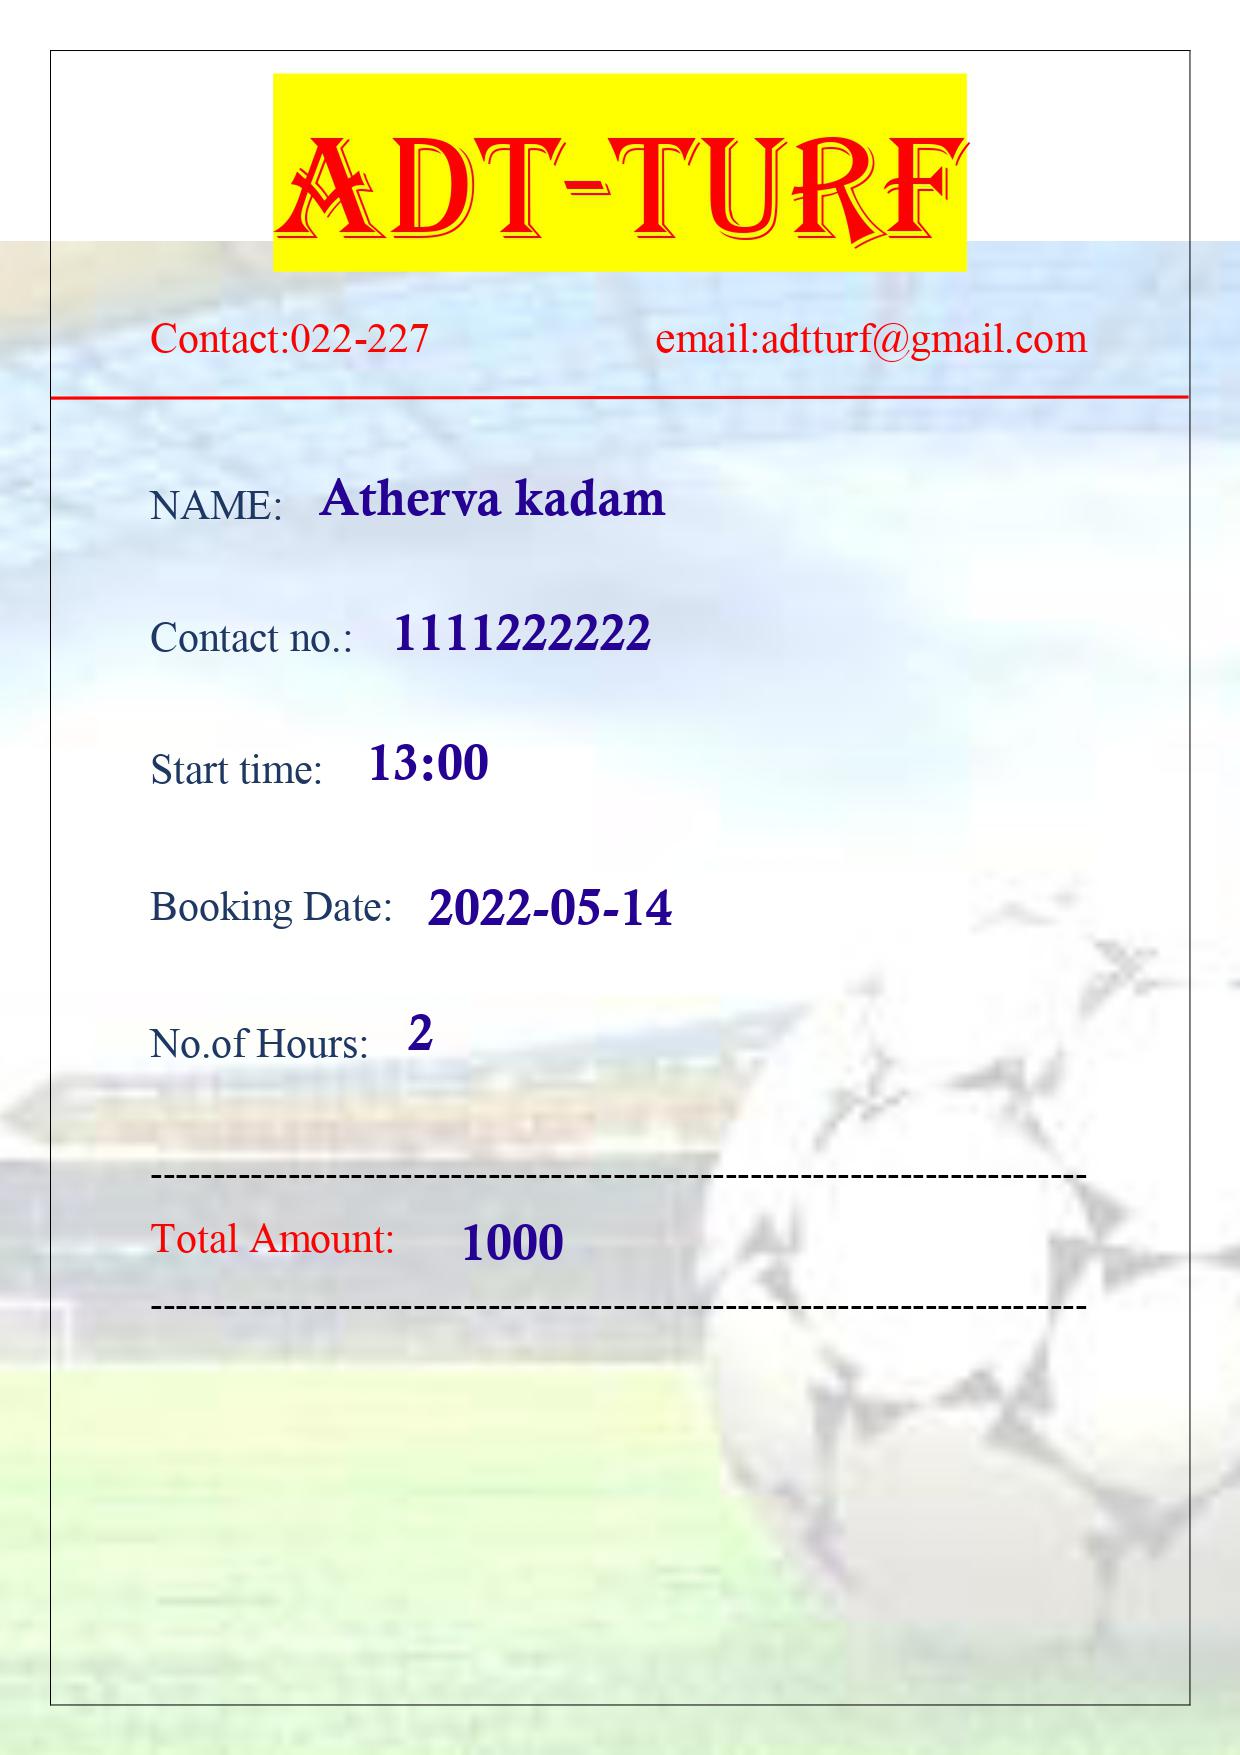 ADT-TURF
Contact:022-227 email:adtturf@gmail.com
NAME: Atherva kadam
Contact no.: 1111222222
Start time: 13:00
Booking Date: 2022-05-14
No.of Hours: 2
------------------------------------------------------------------------
Total Amount: 1000
------------------------------------------------------------------------